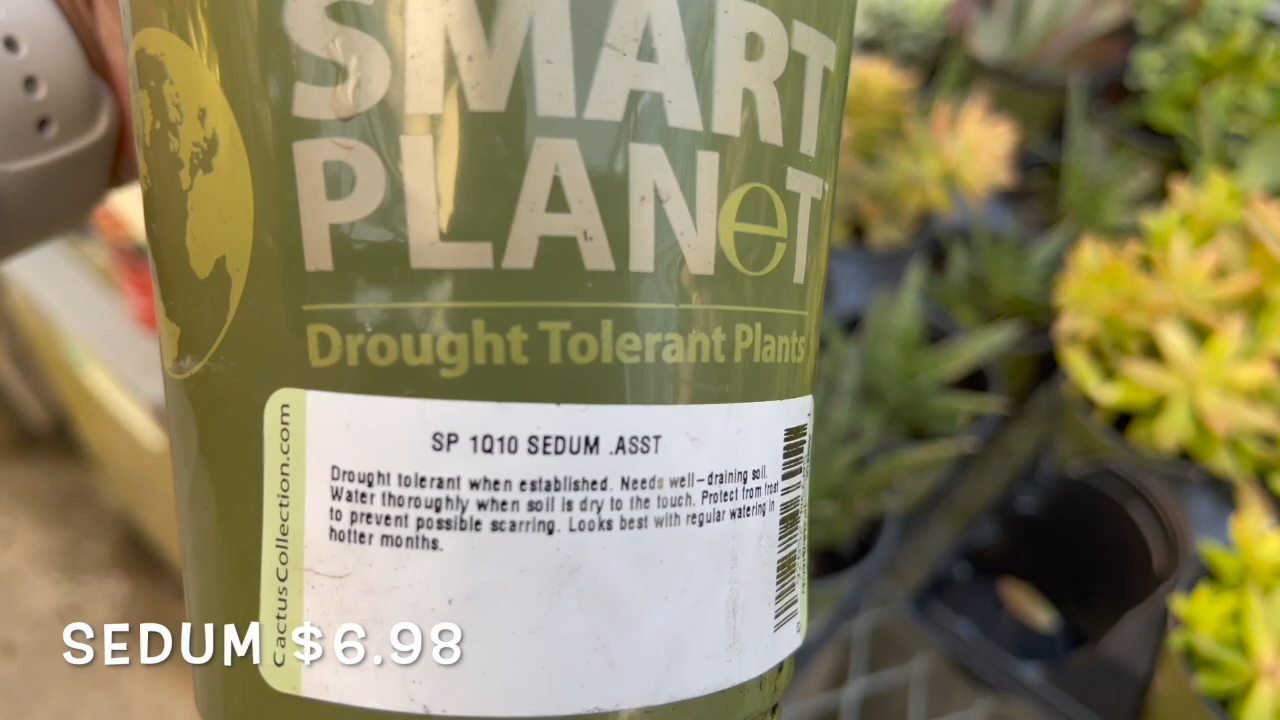 SMART
PLANeT
Drought Tolerant Plants
CactusCollection.com
SP 1Q10 SEDUM .ASST
Drought tolerant when established. Needs well-draining soil.
Water thoroughly when soil is dry to the touch. Protect from frost
to prevent possible scarring. Looks best with regular watering in
hotter months.
SEDUM $6.98